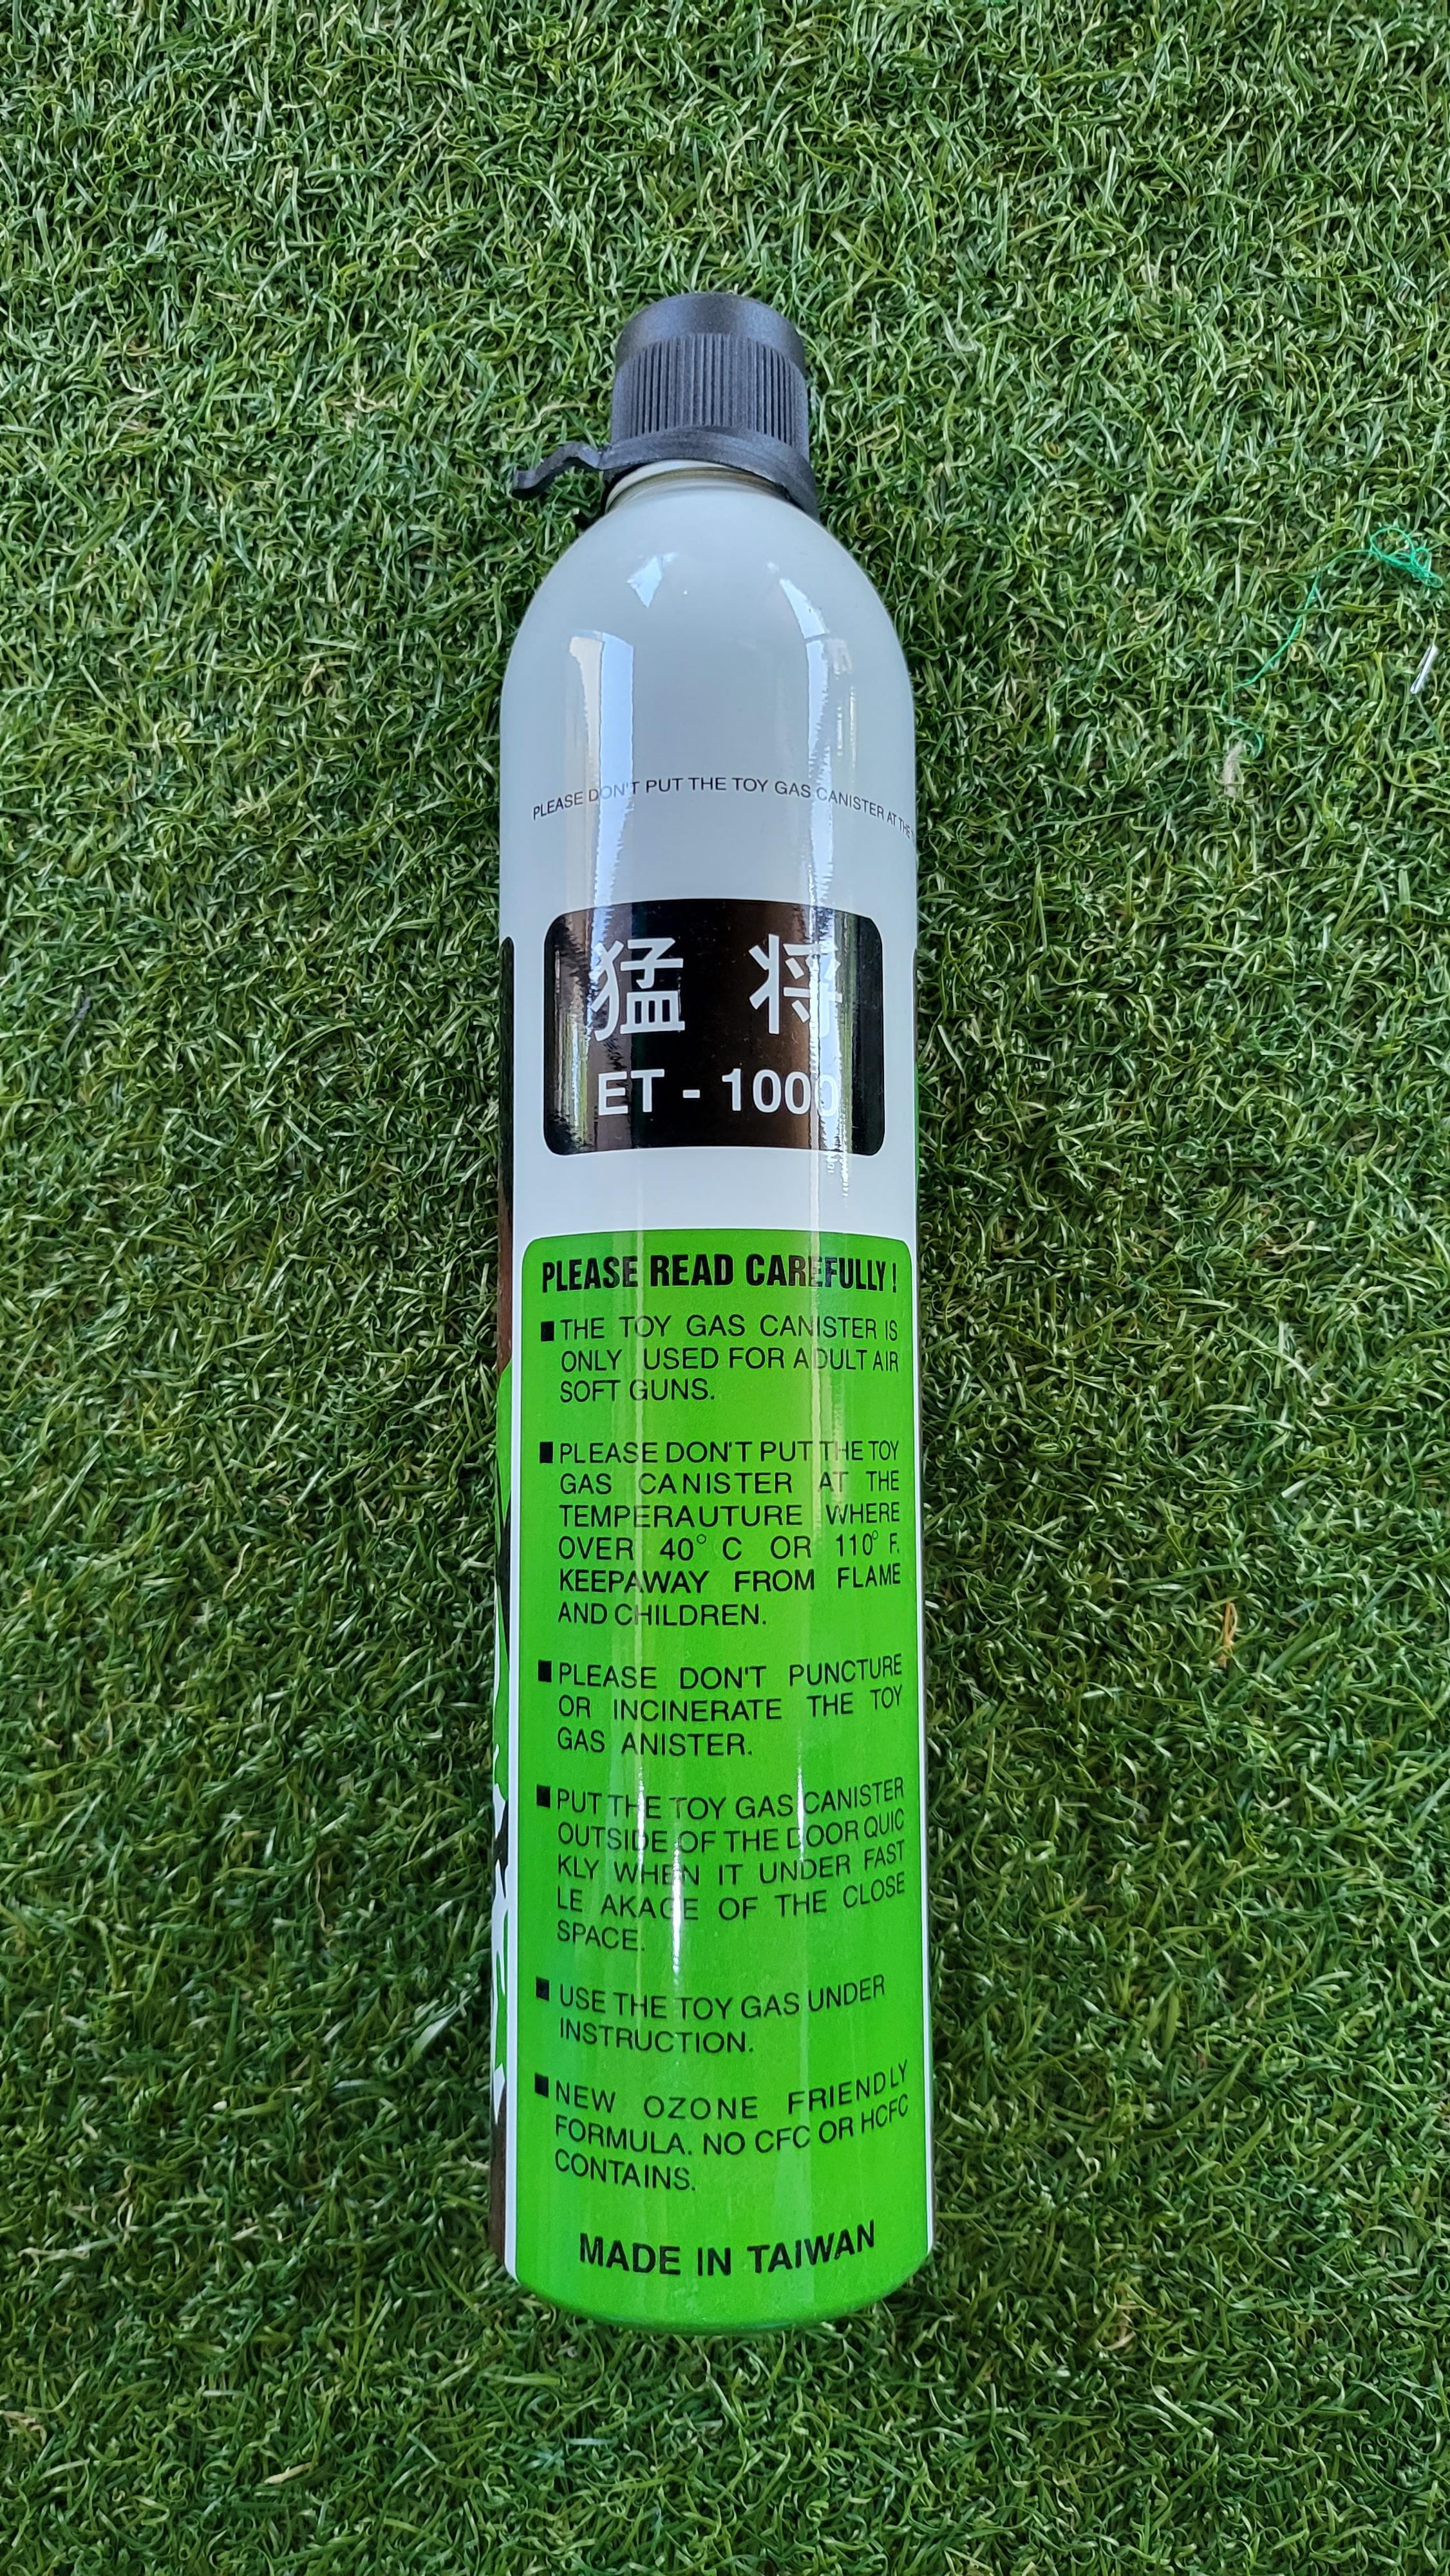 PLEASE DON'T PUT THE TOY GAS CANISTER AT THE
猛 将
ET - 1000
PLEASE READ CAREFULLY!
■ THE TOY GAS CANISTER IS
ONLY USED FOR ADULT AIR
SOFT GUNS.
■ PLEASE DON'T PUT THE TOY
GAS CANISTER AT THE
TEMPERAUTURE WHERE
OVER 40° C OR 110° F.
KEEPAWAY FROM FLAME
AND CHILDREN.
■ PLEASE DON'T PUNCTURE
OR INCINERATE THE TOY
GAS ANISTER.
■ PUT THE TOY GAS CANISTER
OUTSIDE OF THE DOOR QUIC
KLY WHEN IT UNDER FAST
LE AKAGE OF THE CLOSE
SPACE.
■ USE THE TOY GAS UNDER
INSTRUCTION.
■ NEW OZONE FRIENDLY
FORMULA. NO CFC OR HCFC
CONTAINS.
MADE IN TAIWAN